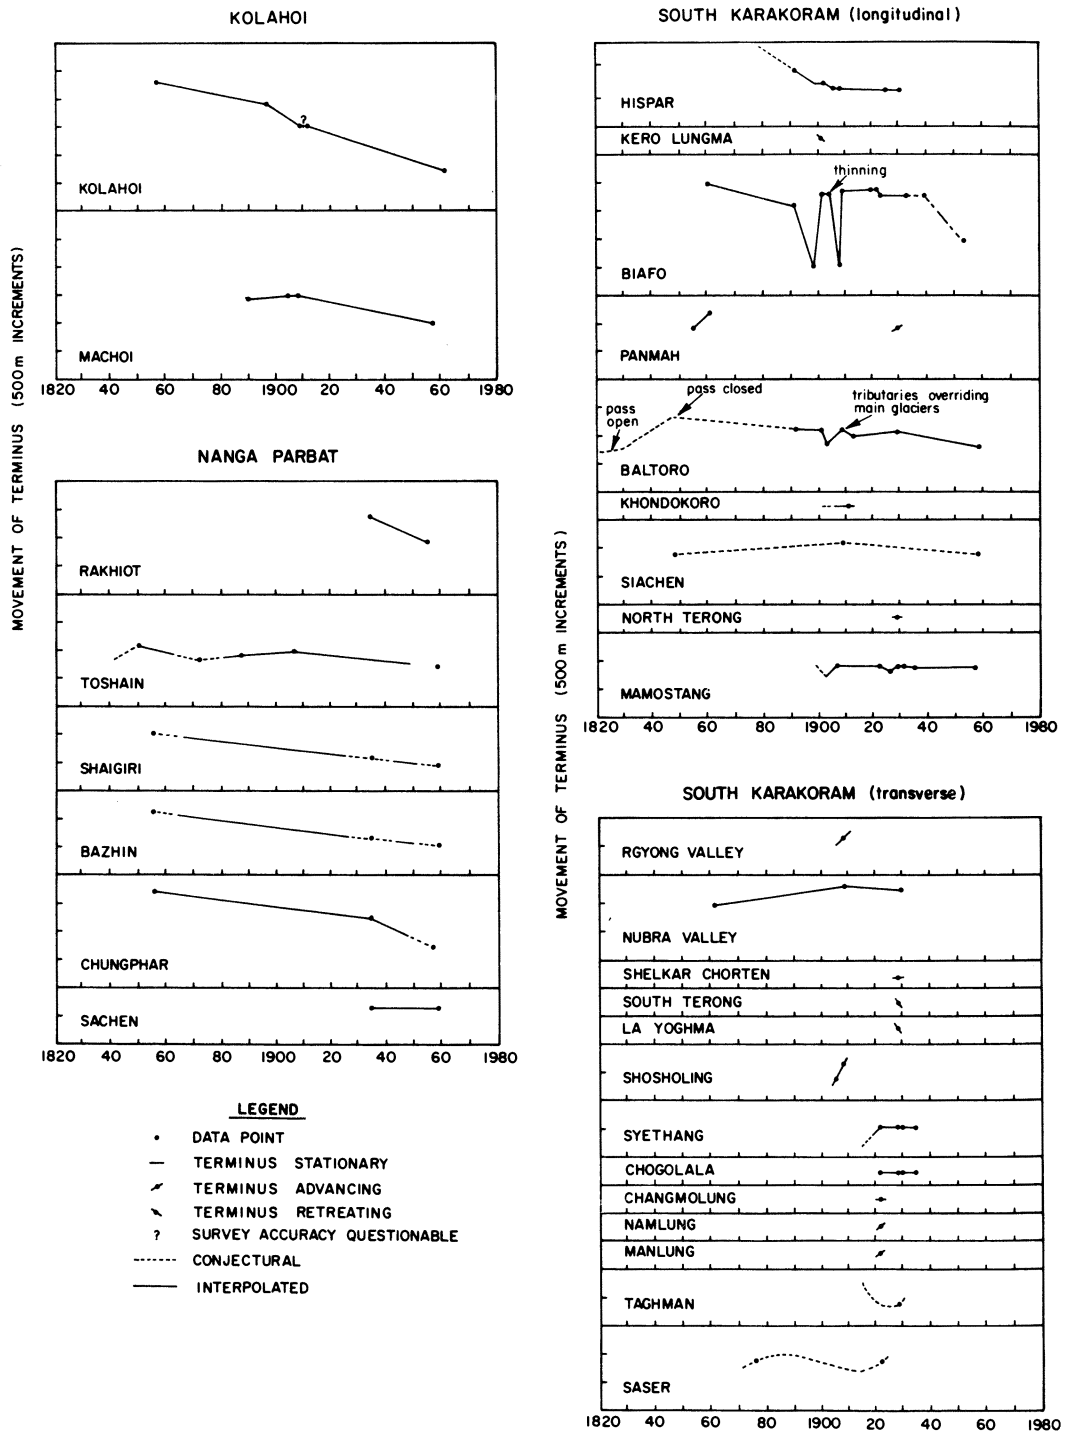 KOLAHOI
KOLAHOI
?
MACHOI
1820 40 60 80 1900 20 40 60 1980
MOVEMENT OF TERMINUS (500 m INCREMENTS)
NANGA PARBAT
RAKHIOT
TOSHAIN
SHAIGIRI
BAZHIN
CHUNGPHAR
SACHEN
1820 40 60 80 1900 20 40 60 1980
LEGEND
DATA POINT
TERMINUS STATIONARY
TERMINUS ADVANCING
TERMINUS RETREATING
? SURVEY ACCURACY QUESTIONABLE
CONJECTURAL
INTERPOLATED
SOUTH KARAKORAM (longitudinal)
HISPAR
KERO LUNGMA
thinning
BIAFO
PANMAH
pass closed
pass
open
tributaries overriding
main glaciers
BALTORO
KHONDOKORO
SIACHEN
NORTH TERONG
MAMOSTANG
1820 40 60 80 1900 20 40 60 1980
MOVEMENT OF TERMINUS (500 m INCREMENTS)
SOUTH KARAKORAM (transverse)
RGYONG VALLEY
NUBRA VALLEY
SHELKAR CHORTEN
SOUTH TERONG
LA YOGHMA
SHOSHOLING
SYETHANG
CHOGOLALA
CHANGMOLUNG
NAMLUNG
MANLUNG
TAGHMAN
SASER
1820 40 60 80 1900 20 40 60 1980